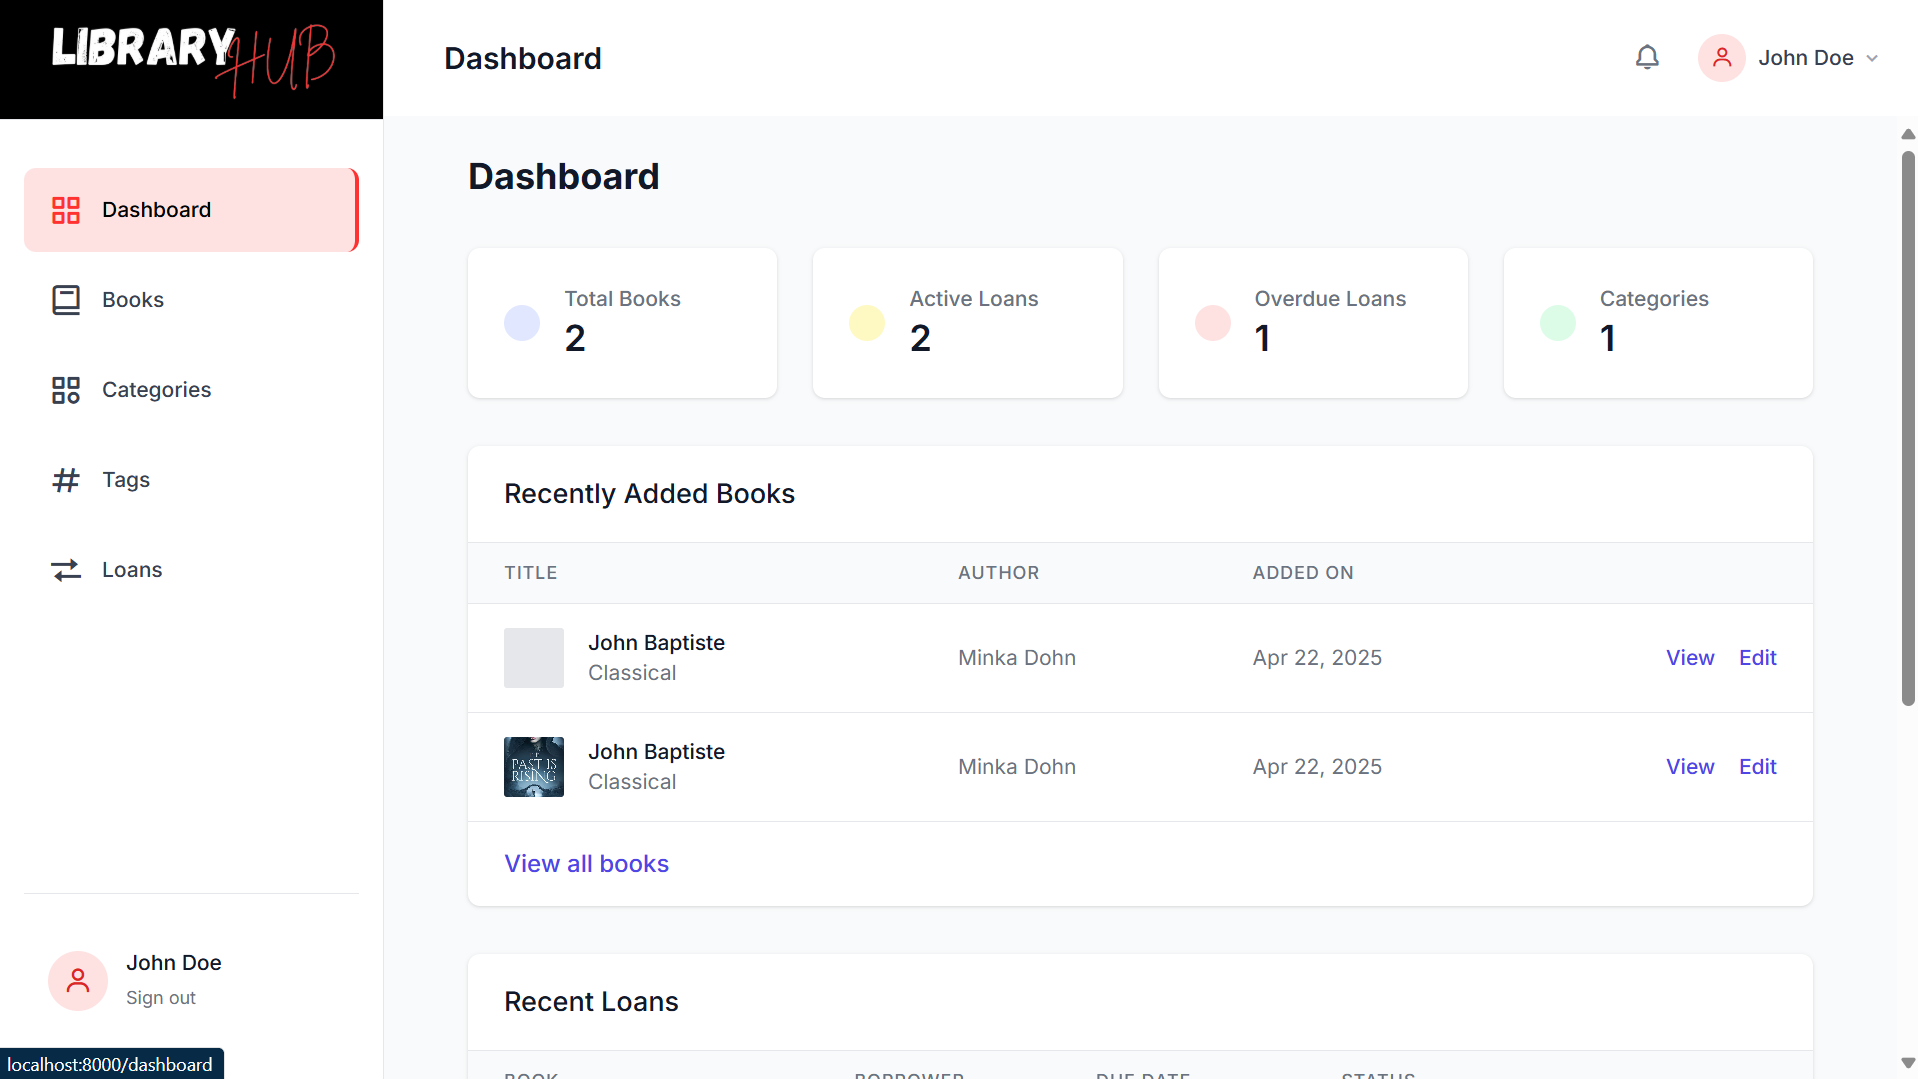 LIBRARY HUB
Dashboard
John Doe
Dashboard
Books
Categories
Tags
Loans
John Doe
Sign out
localhost:8000/dashboard
Dashboard
Total Books
2
Active Loans
2
Overdue Loans
1
Categories
1
Recently Added Books
TITLE AUTHOR ADDED ON
John Baptiste
Classical
Minka Dohn Apr 22, 2025 View Edit
PAST IS
RISING
John Baptiste
Classical
Minka Dohn Apr 22, 2025 View Edit
View all books
Recent Loans
BOOK BORROWER DUE DATE STATUS